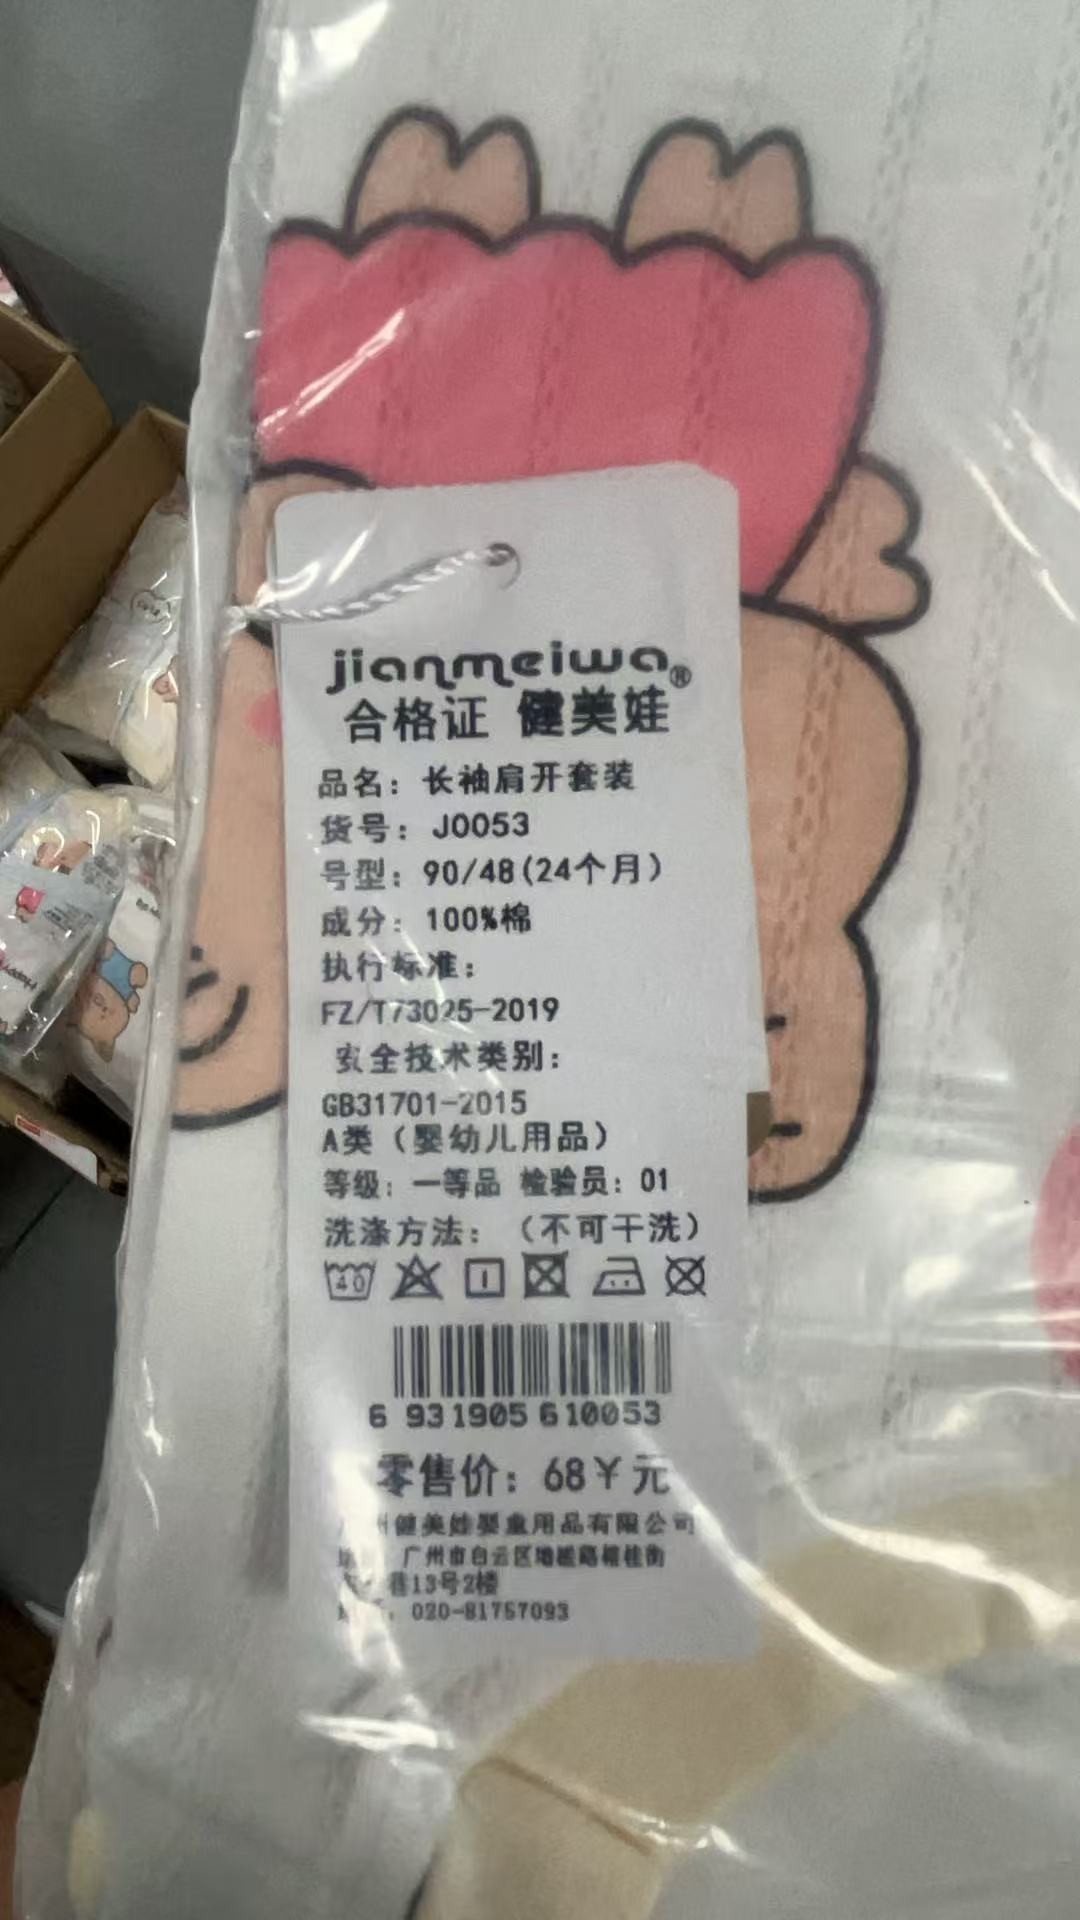 jianmeiwa®
合格证 健美娃
品名：长袖肩开套装
货号：J0053
号型：90/48(24个月)
成分：100%棉
执行标准：
FZ/T73025-2019
安全技术类别：
GB31701-2015
A类（婴幼儿用品）
等级：一等品 检验员：01
洗涤方法：（不可干洗）
40
6 931905 610053
零售价：68￥元
州健美娃婴童用品有限公司
广州市白云区
巷13号2楼
020-81757093